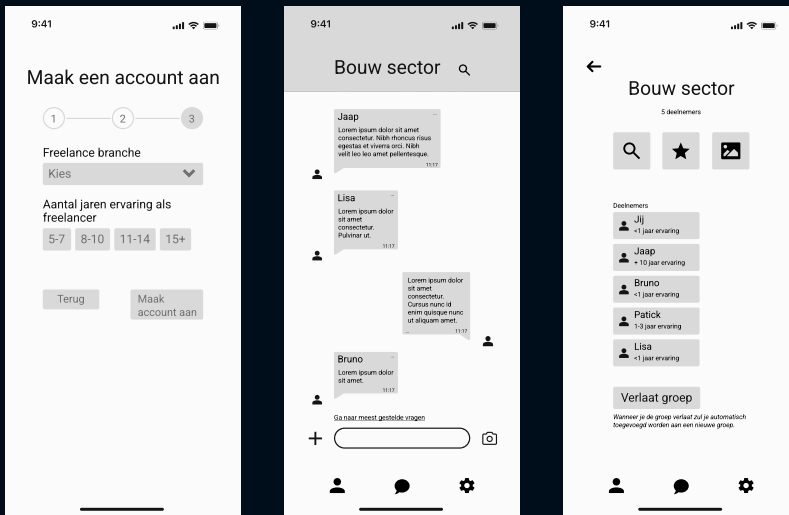 9:41
Maak een account aan
1
2
3
Freelance branche
Kies
Aantal jaren ervaring als
freelancer
5-7
8-10
11-14
15+
Terug
Maak
account aan
9:41
Bouw sector
Jaap
Lorem ipsum dolor sit amet
consectetur. Nibh rhoncus risus
egestas et viverra orci. Nibh
velit leo leo amet pellentesque.
11:17
Lisa
Lorem ipsum dolor
sit amet
consectetur.
Pulvinar ut.
11:17
Lorem ipsum dolor
sit amet
consectetur.
Cursus nunc id
enim quisque nunc
ut aliquam amet.
11:17
Bruno
Lorem ipsum dolor
sit amet.
11:17
Ga naar meest gestelde vragen
9:41
Bouw sector
5 deelnemers
Deelnemers
Jij
<1 jaar ervaring
Jaap
+ 10 jaar ervaring
Bruno
<1 jaar ervaring
Patick
1-3 jaar ervaring
Lisa
<1 jaar ervaring
Verlaat groep
Wanneer je de groep verlaat zul je automatisch
toegevoegd worden aan een nieuwe groep.